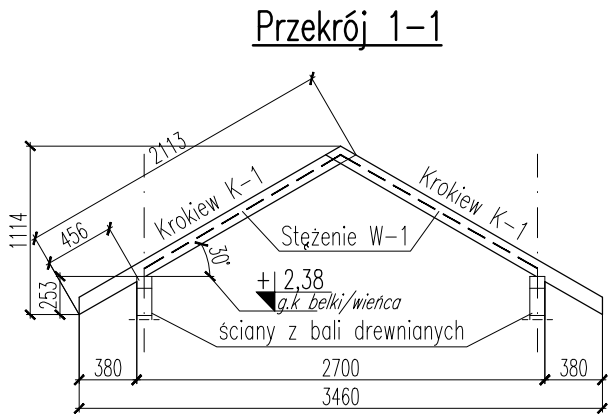 Przekrój 1-1
2113
Krokiew K-1
Krokiew K-1
1114
456
Stężenie W-1
30°
253
+ 2,38
g.k belki/wieńca
ściany z bali drewnianych
380
2700
380
3460